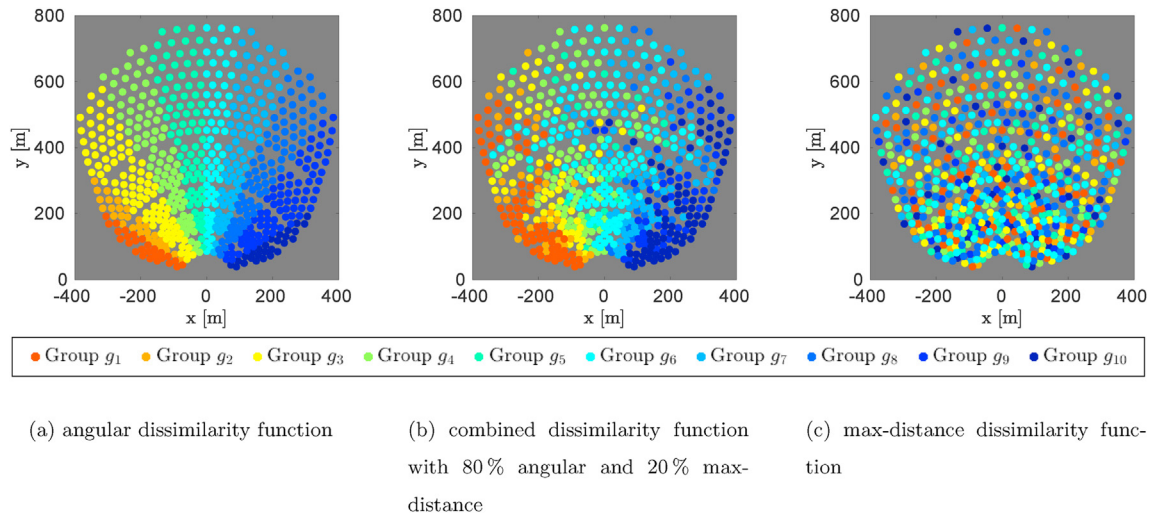 800
600
400
200
0
y [m]
-400 -200 0 200 400
x [m]
800
600
400
200
0
y [m]
-400 -200 0 200 400
x [m]
800
600
400
200
0
y [m]
-400 -200 0 200 400
x [m]
Group g1 Group g2 Group g3 Group g4 Group g5 Group g6 Group g7 Group g8 Group g9 Group g10
(a) angular dissimilarity function
(b) combined dissimilarity function
with 80 % angular and 20 % max-
distance
(c) max-distance dissimilarity func-
tion